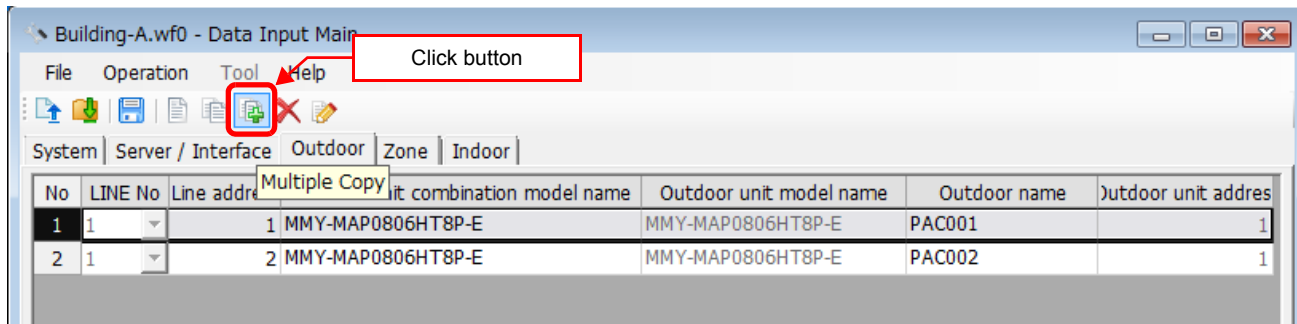 Building-A.wf0 - Data Input Main
Click button
File Operation Tool Help
System Server / Interface Outdoor Zone Indoor
Multiple Copy
No LINE No Line addre it combination model name Outdoor unit model name Outdoor name Outdoor unit addres
1 1 1 MMY-MAP0806HT8P-E MMY-MAP0806HT8P-E PAC001 1
2 1 2 MMY-MAP0806HT8P-E MMY-MAP0806HT8P-E PAC002 1